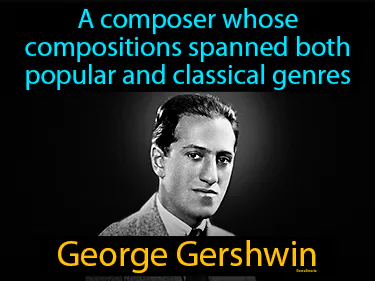 A composer whose
compositions spanned both
popular and classical genres
George Gershwin